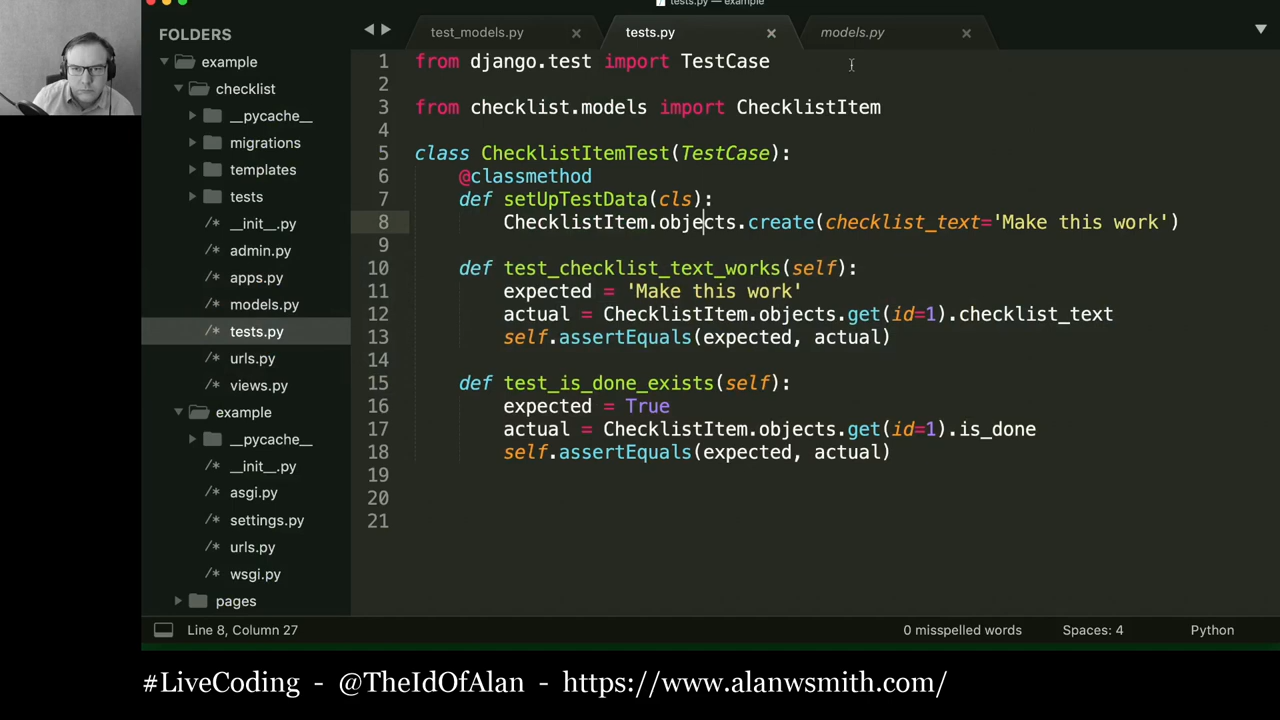 tests.py — example
FOLDERS
example
checklist
__pycache__
migrations
templates
tests
/* __init__.py
/* admin.py
/* apps.py
/* models.py
/* tests.py
/* urls.py
/* views.py
example
__pycache__
/* __init__.py
/* asgi.py
/* settings.py
/* urls.py
/* wsgi.py
pages
test_models.py × tests.py × models.py ×
1 from django.test import TestCase
2
3 from checklist.models import ChecklistItem
4
5 class ChecklistItemTest(TestCase):
6 @classmethod
7 def setUpTestData(cls):
8 ChecklistItem.objects.create(checklist_text='Make this work')
9
10 def test_checklist_text_works(self):
11 expected = 'Make this work'
12 actual = ChecklistItem.objects.get(id=1).checklist_text
13 self.assertEquals(expected, actual)
14
15 def test_is_done_exists(self):
16 expected = True
17 actual = ChecklistItem.objects.get(id=1).is_done
18 self.assertEquals(expected, actual)
19
20
21
Line 8, Column 27 0 misspelled words Spaces: 4 Python
#LiveCoding - @TheIdOfAlan - https://www.alanwsmith.com/